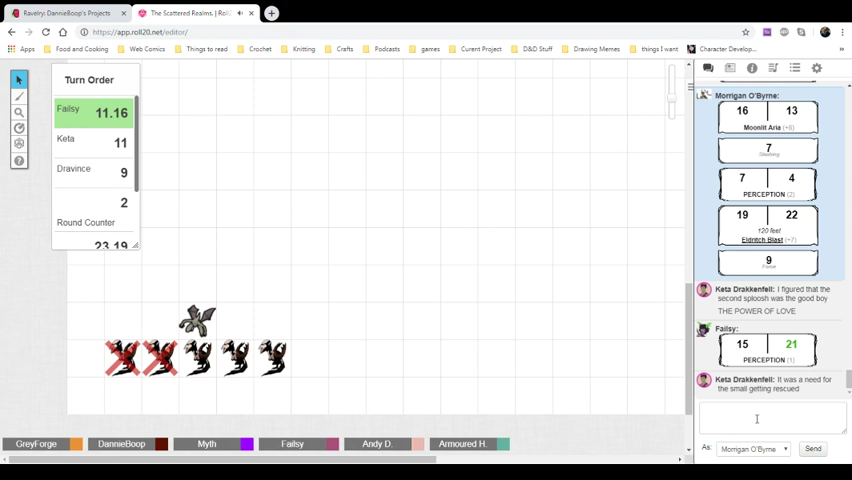 Ravelry: DannieBoop's Projects
The Scattered Realms. | Roll2
https://app.roll20.net/editor/
Apps
Food and Cooking
Web Comics
Things to read
Crochet
Knitting
Crafts
Podcasts
games
Curent Project
D&D Stuff
Drawing Memes
things I want
Character Develop...
Turn Order
Failsy
11.16
Keta
11
Dravince
9
2
Round Counter
23.19
Morrigan O'Byrne:
16 13
Moonlit Aria (+6)
7
Slashing
7 4
PERCEPTION (2)
19 22
120 feet
Eldritch Blast (+7)
9
Force
Keta Drakkenfell: I figured that the
second sploosh was the good boy
THE POWER OF LOVE
Failsy:
15 21
PERCEPTION (1)
Keta Drakkenfell: It was a need for
the small getting rescued
As:
Morrigan O'Byrne
Send
GreyForge
DannieBoop
Myth
Failsy
Andy D.
Armoured H.